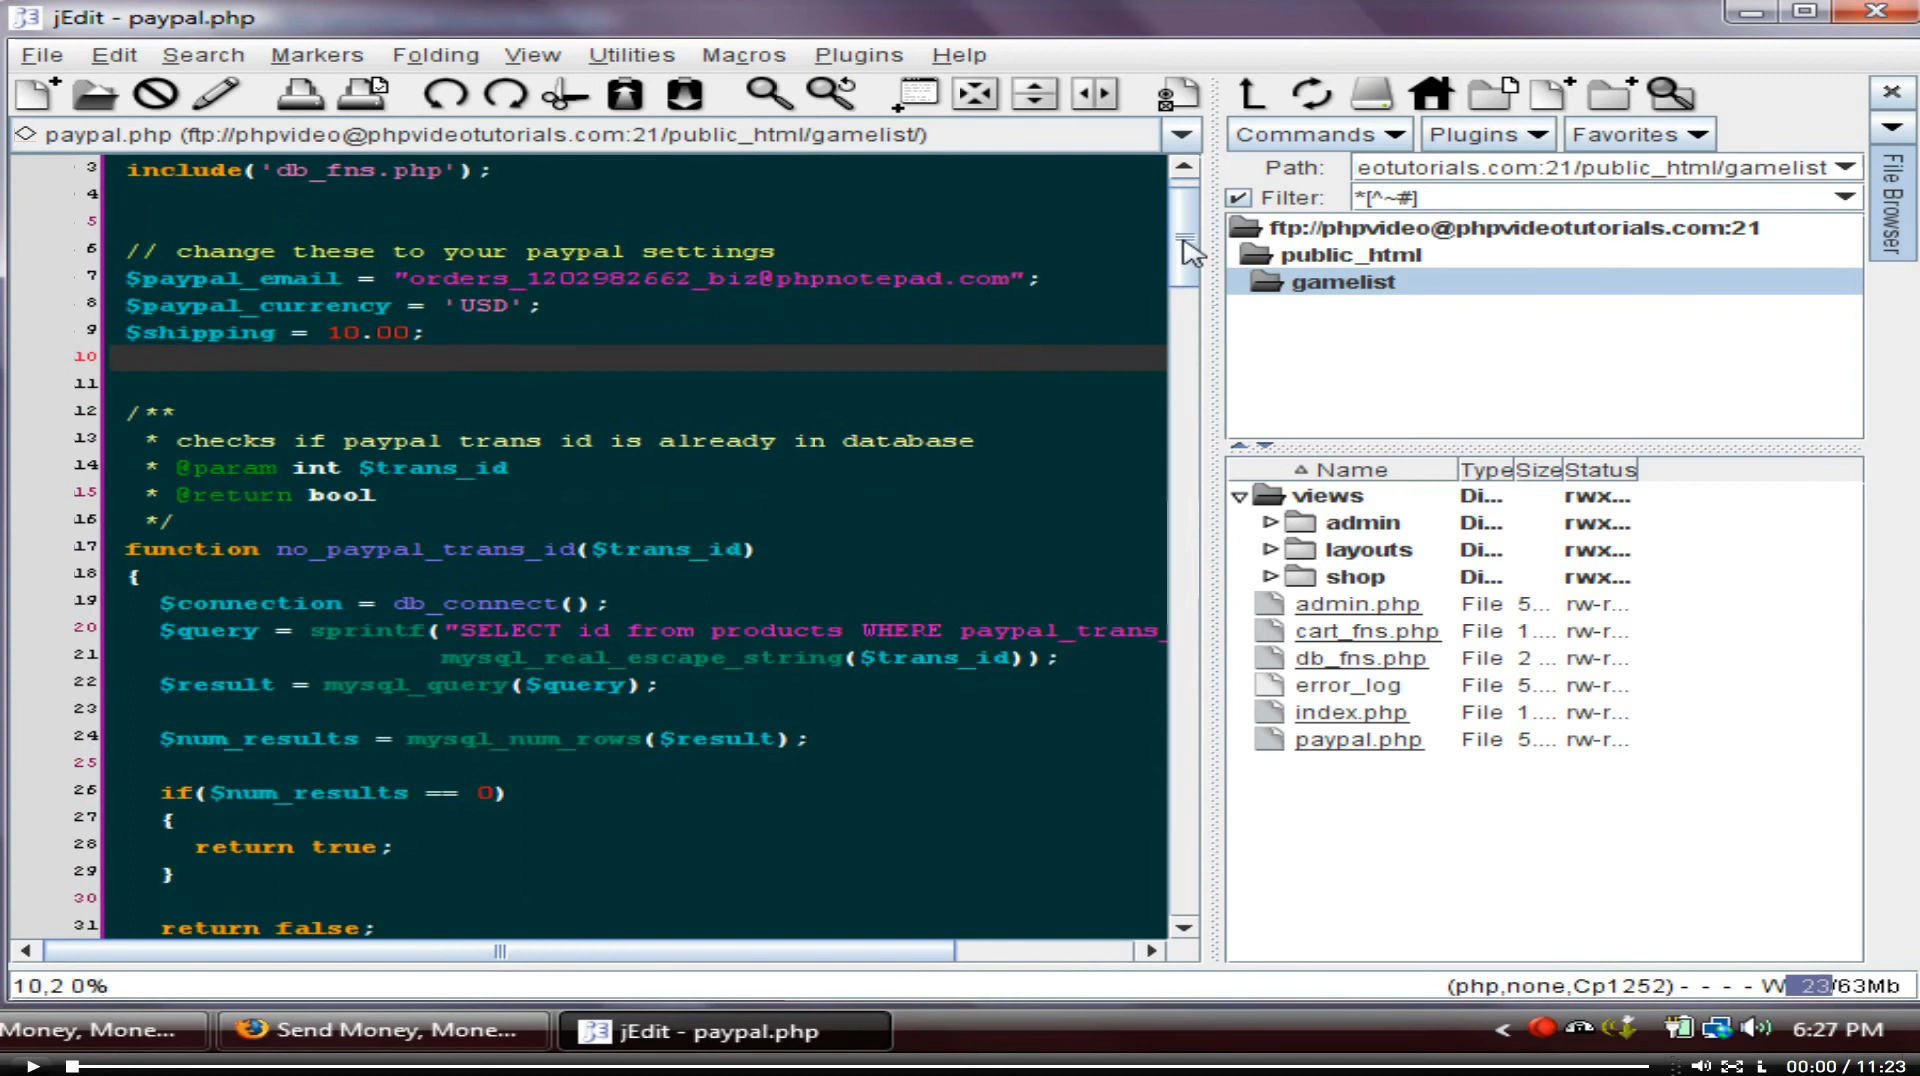 jEdit - paypal.php
File Edit Search Markers Folding View Utilities Macros Plugins Help
paypal.php (ftp://phpvideo@phpvideotutorials.com:21/public_html/gamelist/)
3 include('db_fns.php');
4
5
6 // change these to your paypal settings
7 $paypal_email = "orders_1202982662_biz@phpnotepad.com";
8 $paypal_currency = 'USD';
9 $shipping = 10.00;
10
11
12 /**
13 * checks if paypal trans id is already in database
14 * @param int $trans_id
15 * @return bool
16 */
17 function no_paypal_trans_id($trans_id)
18 {
19 $connection = db_connect();
20 $query = sprintf("SELECT id from products WHERE paypal_trans_
21 mysql_real_escape_string($trans_id));
22 $result = mysql_query($query);
23
24 $num_results = mysql_num_rows($result);
25
26 if($num_results == 0)
27 {
28 return true;
29 }
30
31 return false;
Commands Plugins Favorites
Path: eotutorials.com:21/public_html/gamelist
Filter: *[^~#]
ftp://phpvideo@phpvideotutorials.com:21
public_html
gamelist
File Browser
Name Type Size Status
views Di... rwx...
admin Di... rwx...
layouts Di... rwx...
shop Di... rwx...
admin.php File 5... rw-r...
cart_fns.php File 1.... rw-r...
db_fns.php File 2 ... rw-r...
error_log File 5.... rw-r...
index.php File 1.... rw-r...
paypal.php File 5.... rw-r...
10,2 0%
(php,none,Cp1252)- - - - W 23/63Mb
Money, Mone...
Send Money, Mone...
jEdit - paypal.php
< 6:27 PM
00:00 / 11:23